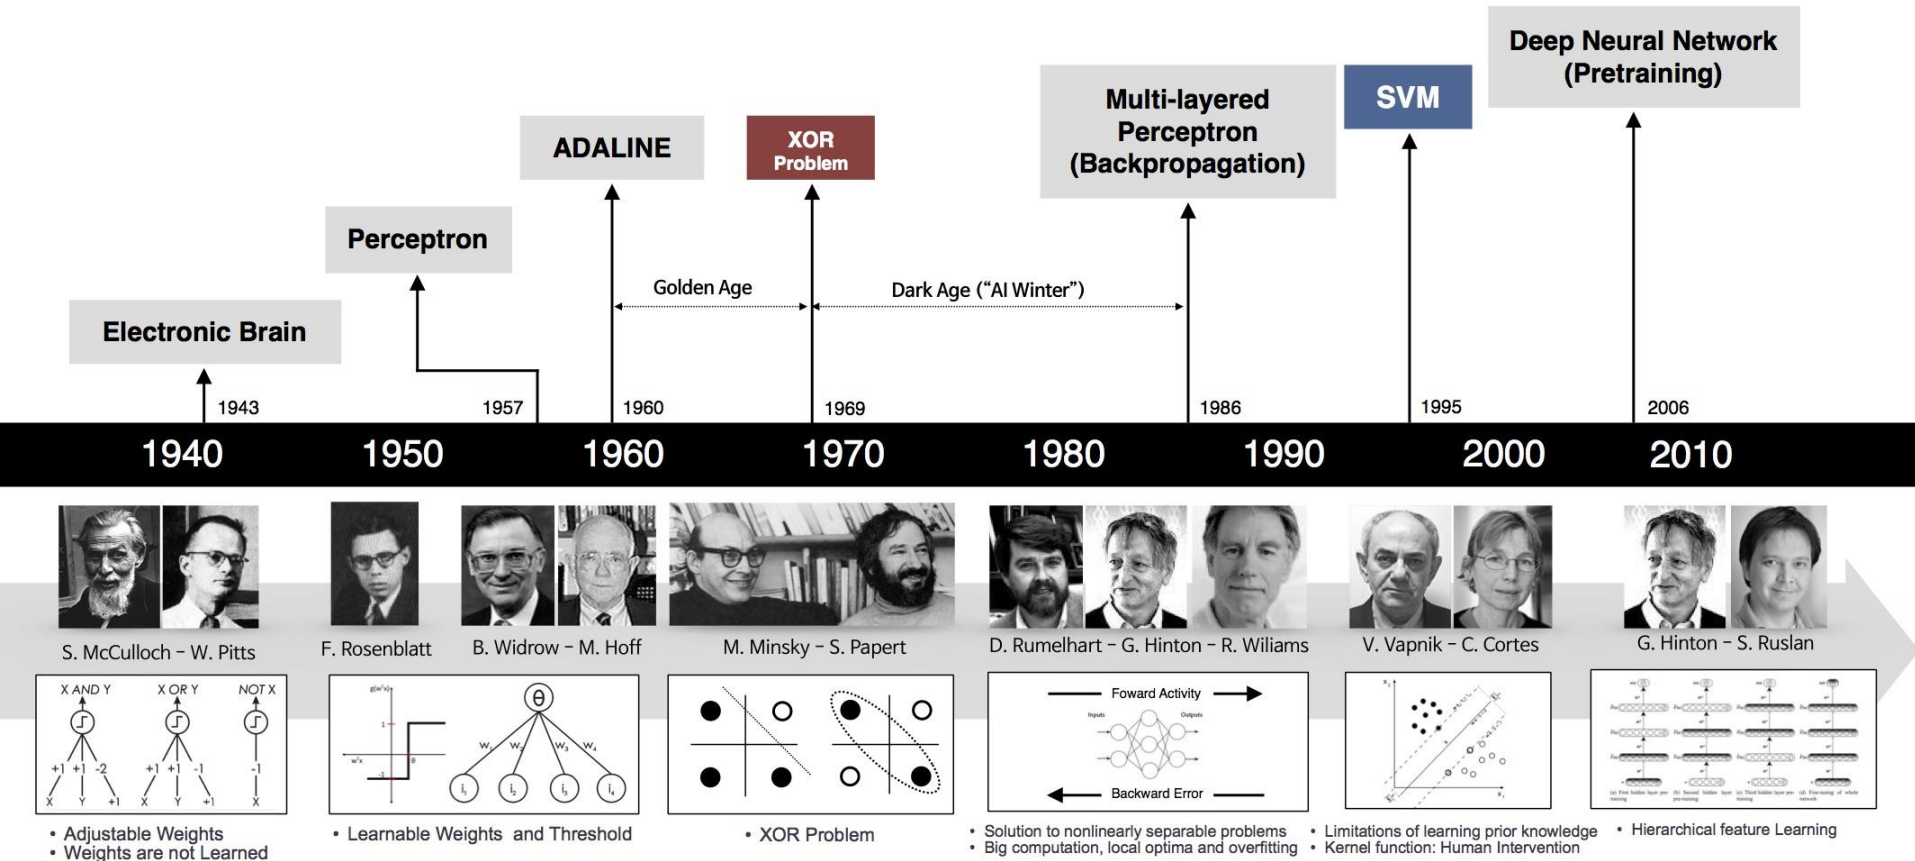 Deep Neural Network
(Pretraining)
Multi-layered
Perceptron
(Backpropagation)
SVM
ADALINE
XOR
Problem
Perceptron
Golden Age
Dark Age (“AI Winter”)
Electronic Brain
1943
1957
1960
1969
1986
1995
2006
1940
1950
1960
1970
1980
1990
2000
2010
S. McCulloch – W. Pitts
F. Rosenblatt
B. Widrow – M. Hoff
M. Minsky – S. Papert
D. Rumelhart – G. Hinton – R. Wiliams
V. Vapnik – C. Cortes
G. Hinton – S. Ruslan
X AND Y
X OR Y
NOT X
+1 +1 -2
+1 +1 -1
-1
X Y +1
X Y +1
X
1
θ
-1
θ
W₂
W₃
W₄
i₁ i₂ i₃ i₄
Foward Activity
Inputs
Outputs
Backward Error
X₂
X₁
• Adjustable Weights
• Weights are not Learned
• Learnable Weights and Threshold
• XOR Problem
• Solution to nonlinearly separable problems
• Big computation, local optima and overfitting
• Limitations of learning prior knowledge
• Kernel function: Human Intervention
• Hierarchical feature Learning